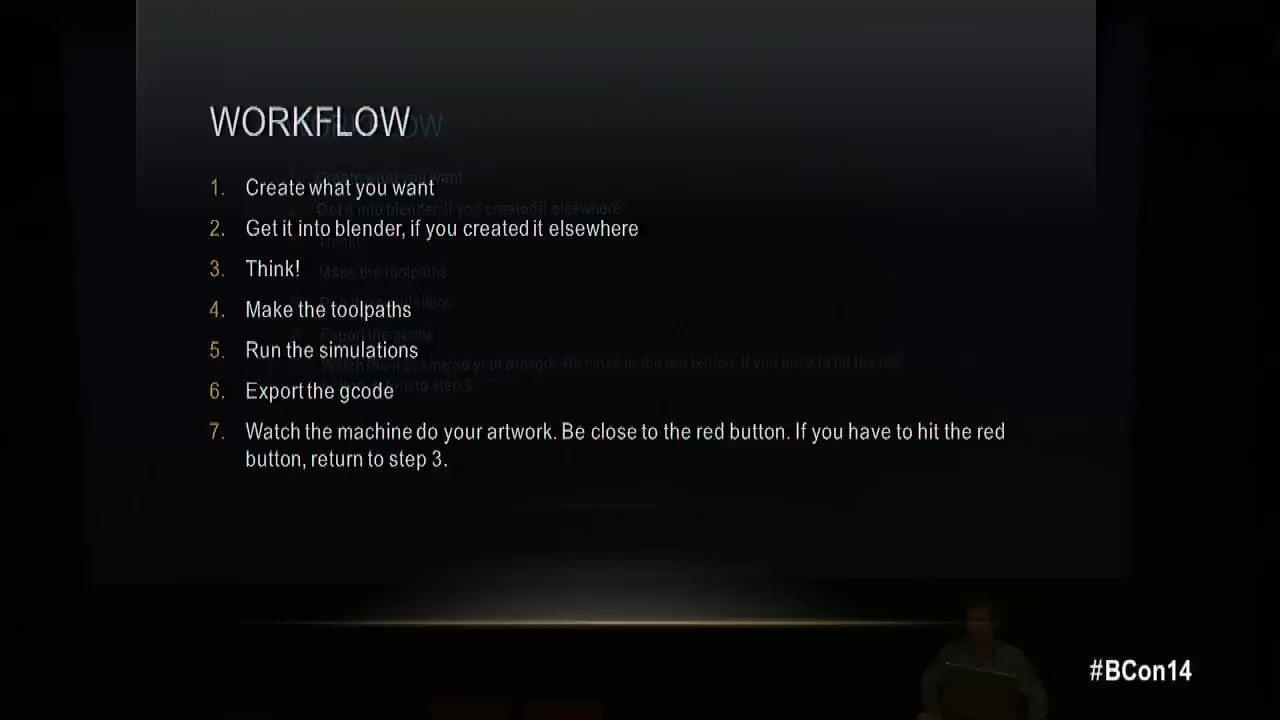 WORKFLOW
1. Create what you want
2. Get it into blender, if you created it elsewhere
3. Think!
4. Make the toolpaths
5. Run the simulations
6. Export the gcode
7. Watch the machine do your artwork. Be close to the red button. If you have to hit the red
button, return to step 3.
#BCon14